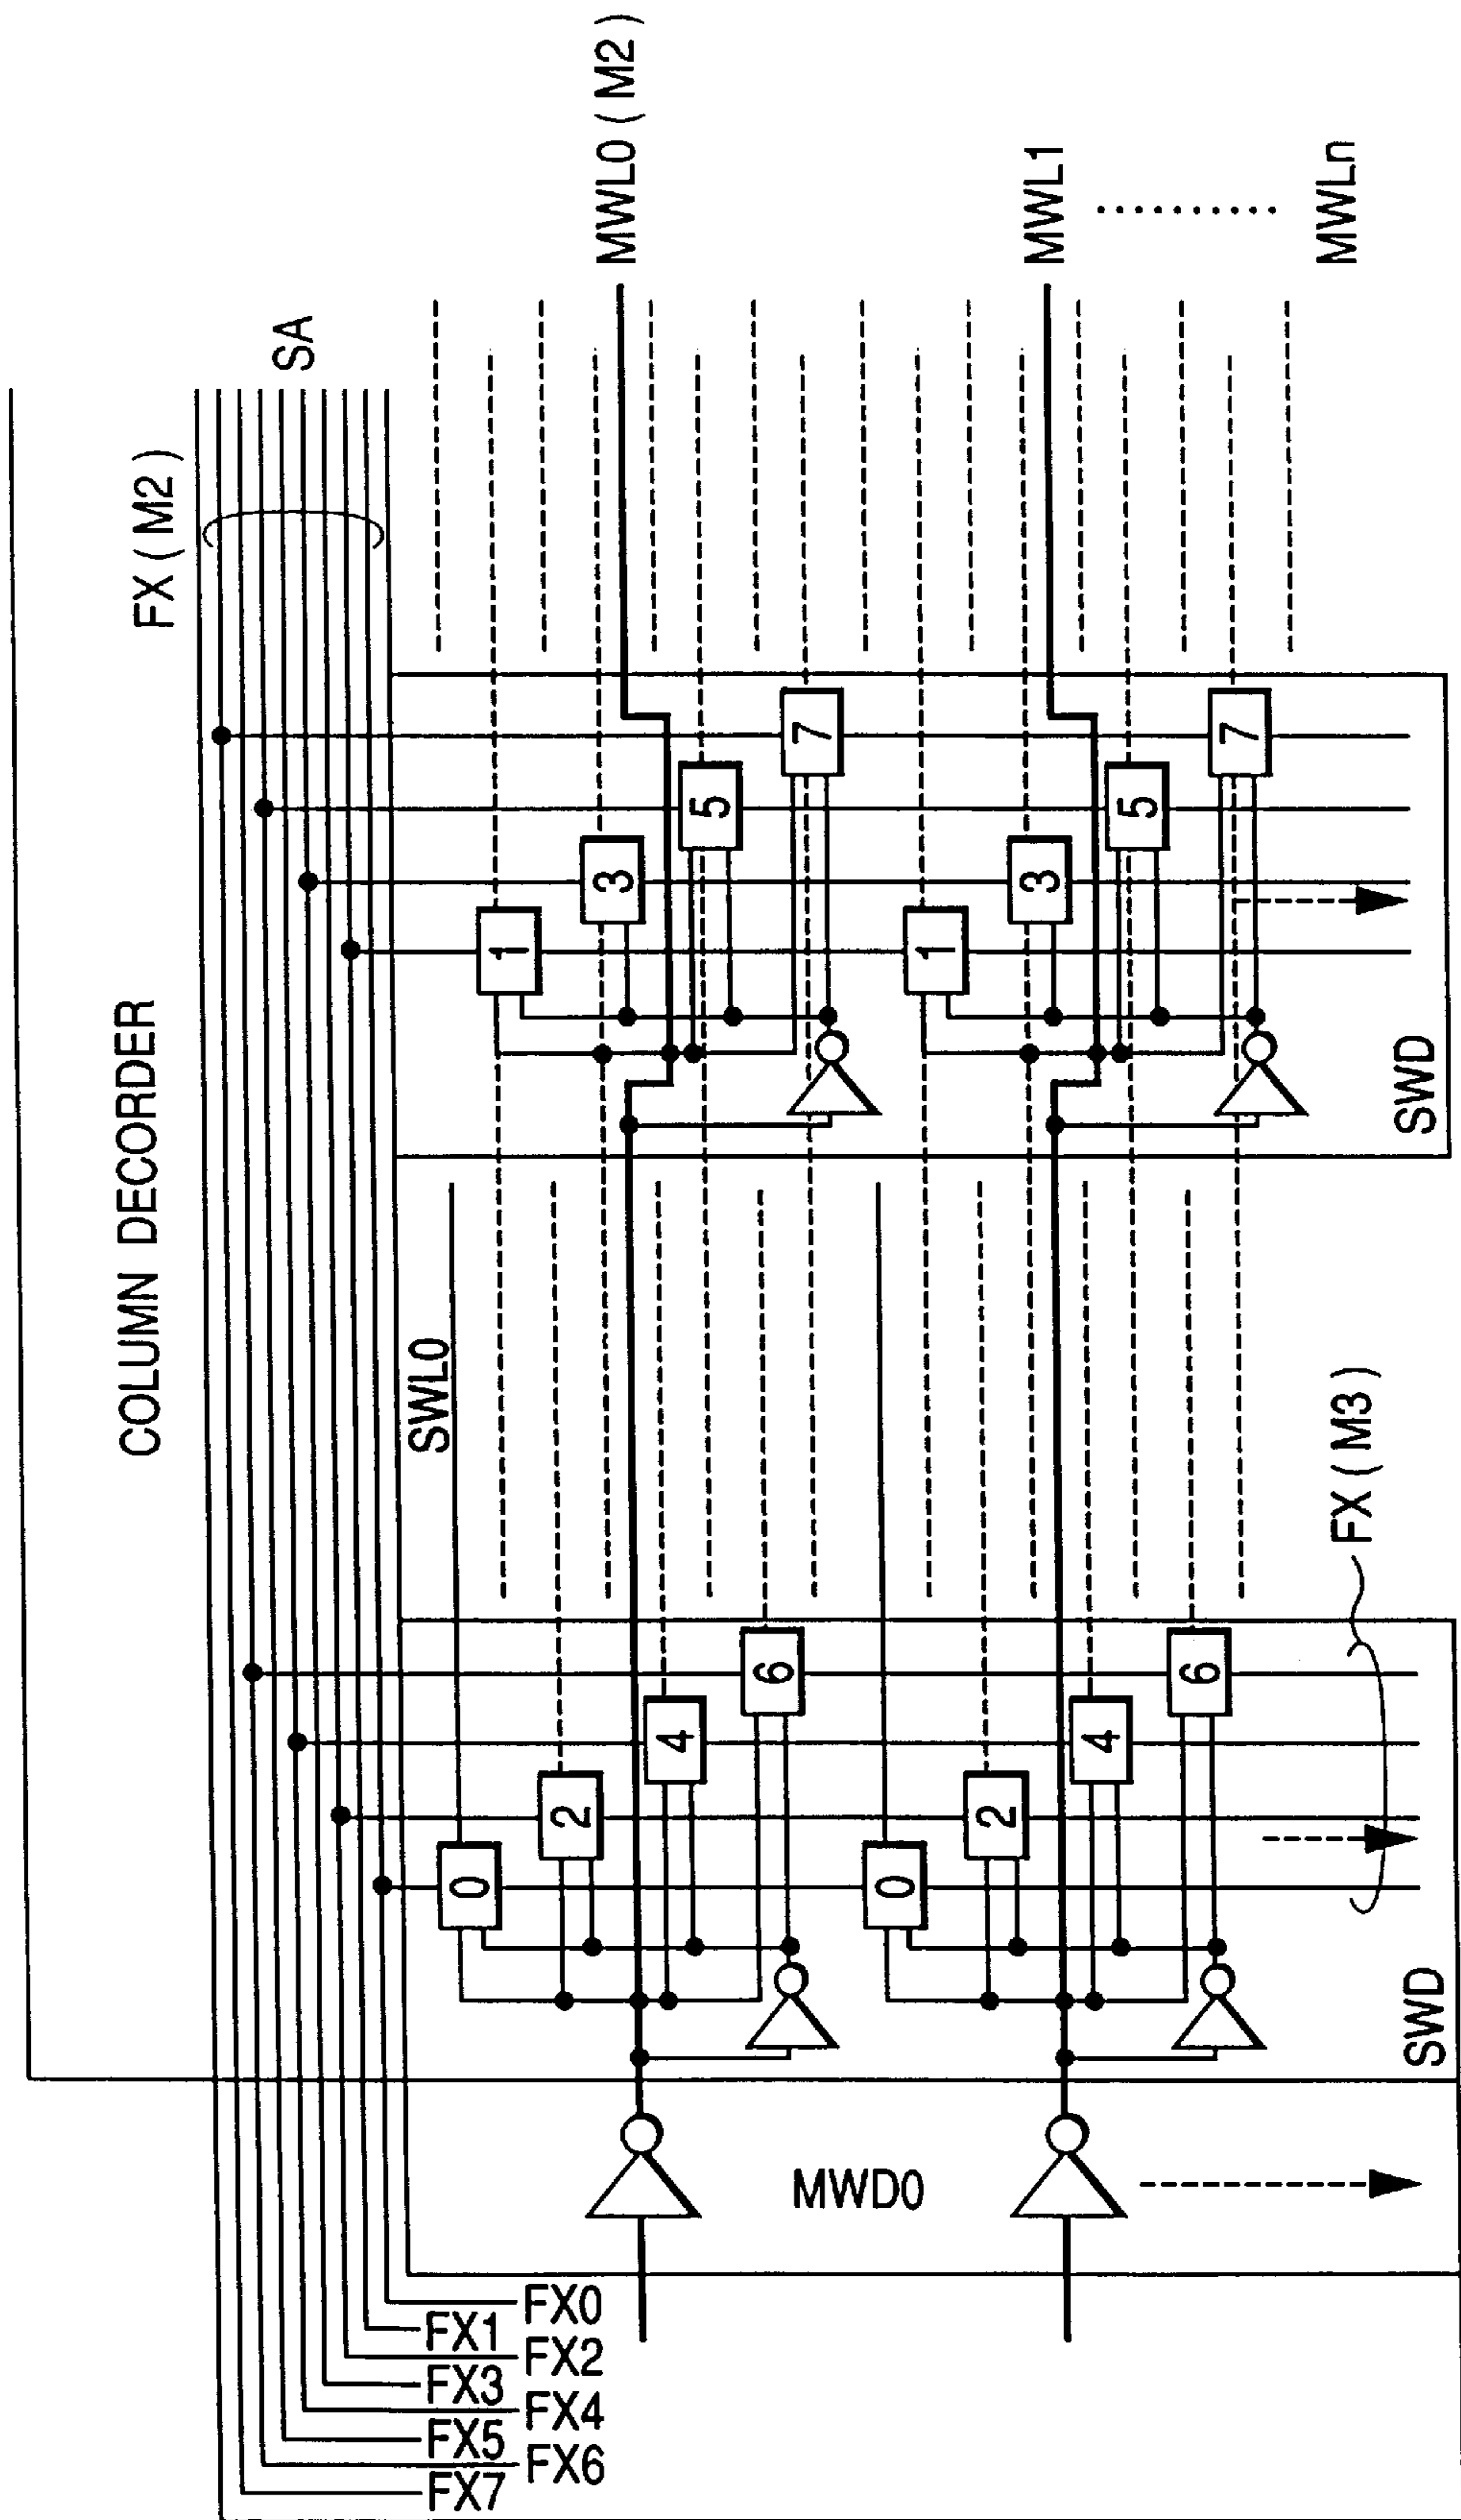 COLUMN DECORDER
FX ( M2 )
SA
SWL0
MWL0 ( M2 )
MWL1
MWLn
1
3
5
7
1
3
5
7
SWD
0
2
4
6
0
2
4
6
SWD
FX ( M3 )
MWD0
FX0
FX1
FX2
FX3
FX4
FX5
FX6
FX7